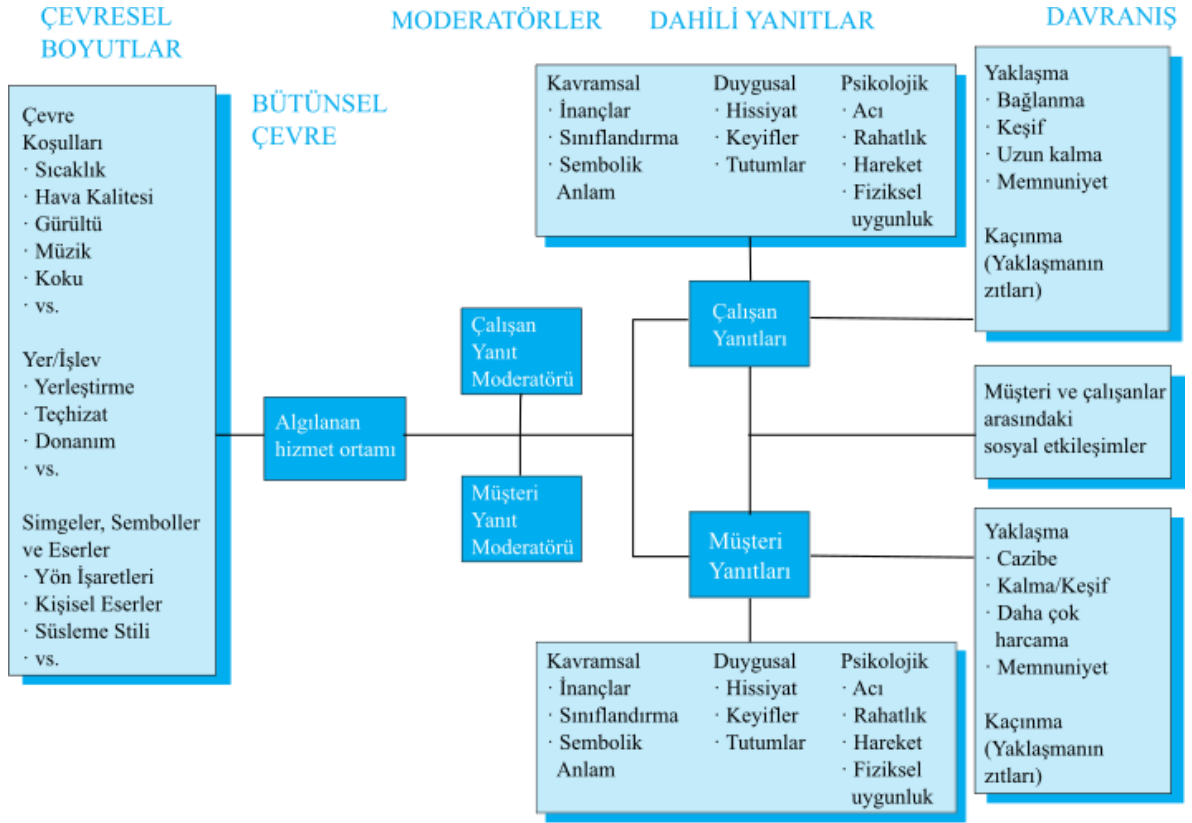 ÇEVRESEL
BOYUTLAR
BÜTÜNSEL
ÇEVRE
MODERATÖRLER
DAHİLİ YANITLAR
DAVRANIŞ
Çevre
Koşulları
· Sıcaklık
· Hava Kalitesi
· Gürültü
· Müzik
· Koku
· vs.
Yer/İşlev
· Yerleştirme
· Teçhizat
· Donanım
· vs.
Simgeler, Semboller
ve Eserler
· Yön İşaretleri
· Kişisel Eserler
· Süsleme Stili
· vs.
Algılanan
hizmet ortamı
Çalışan
Yanıt
Moderatörü
Müşteri
Yanıt
Moderatörü
Kavramsal
· İnançlar
· Sınıflandırma
· Sembolik
Anlam
Duygusal
· Hissiyat
· Keyifler
· Tutumlar
Psikolojik
· Acı
· Rahatlık
· Hareket
· Fiziksel
uygunluk
Çalışan
Yanıtları
Müşteri
Yanıtları
Kavramsal
· İnançlar
· Sınıflandırma
· Sembolik
Anlam
Duygusal
· Hissiyat
· Keyifler
· Tutumlar
Psikolojik
· Acı
· Rahatlık
· Hareket
· Fiziksel
uygunluk
Yaklaşma
· Bağlanma
· Keşif
· Uzun kalma
· Memnuniyet
Kaçınma
(Yaklaşmanın
zıtları)
Müşteri ve çalışanlar
arasındaki
sosyal etkileşimler
Yaklaşma
· Cazibe
· Kalma/Keşif
· Daha çok
harcama
· Memnuniyet
Kaçınma
(Yaklaşmanın
zıtları)